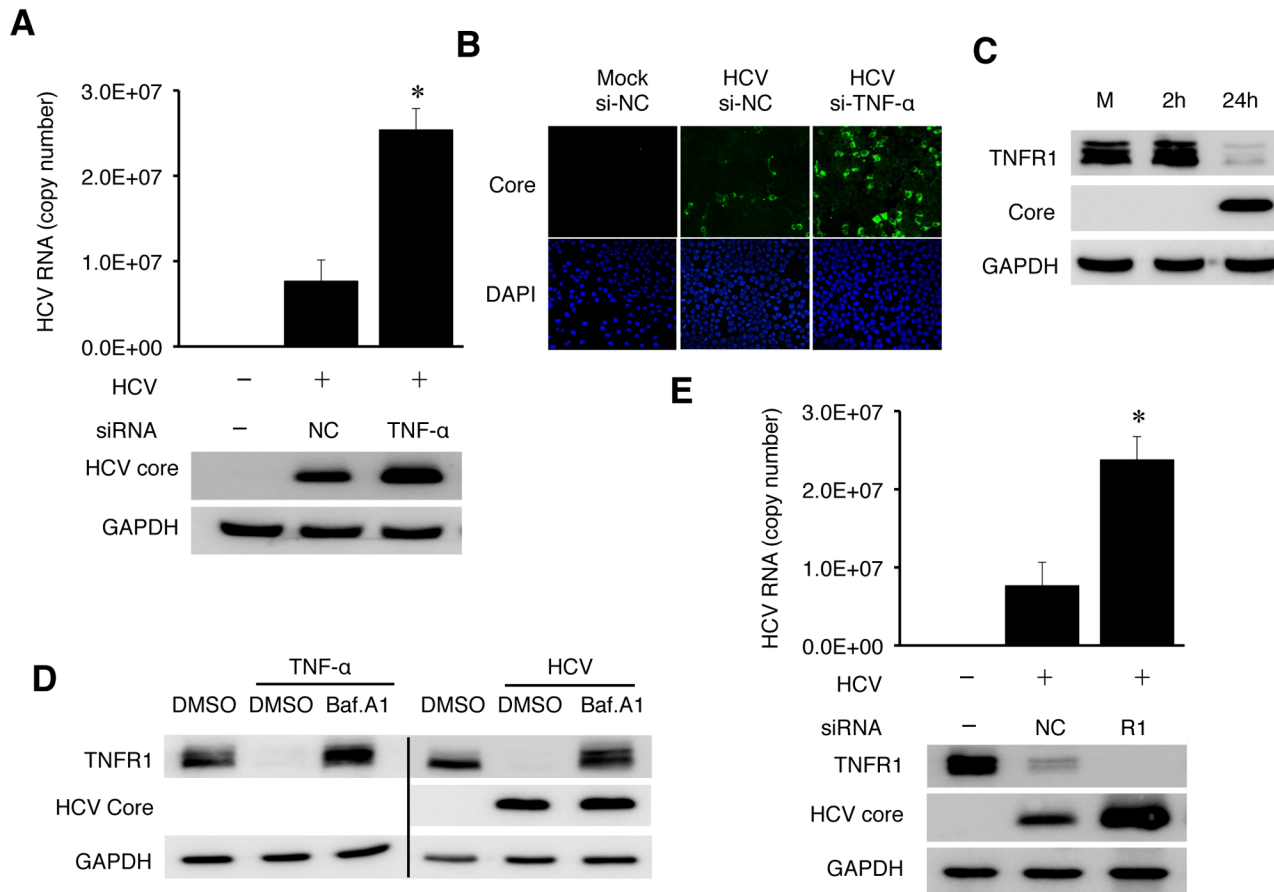 A
HCV RNA (copy number)
3.0E+07
2.0E+07
1.0E+07
0.0E+00
*
HCV − + +
siRNA − NC TNF-α
HCV core
GAPDH
B
Mock si-NC
HCV si-NC
HCV si-TNF-α
Core
DAPI
C
M 2h 24h
TNFR1
Core
GAPDH
D
TNF-α HCV
DMSO DMSO Baf.A1 DMSO DMSO Baf.A1
TNFR1
HCV Core
GAPDH
E
HCV RNA (copy number)
3.0E+07
2.0E+07
1.0E+07
0.0E+00
*
HCV − + +
siRNA − NC R1
TNFR1
HCV core
GAPDH